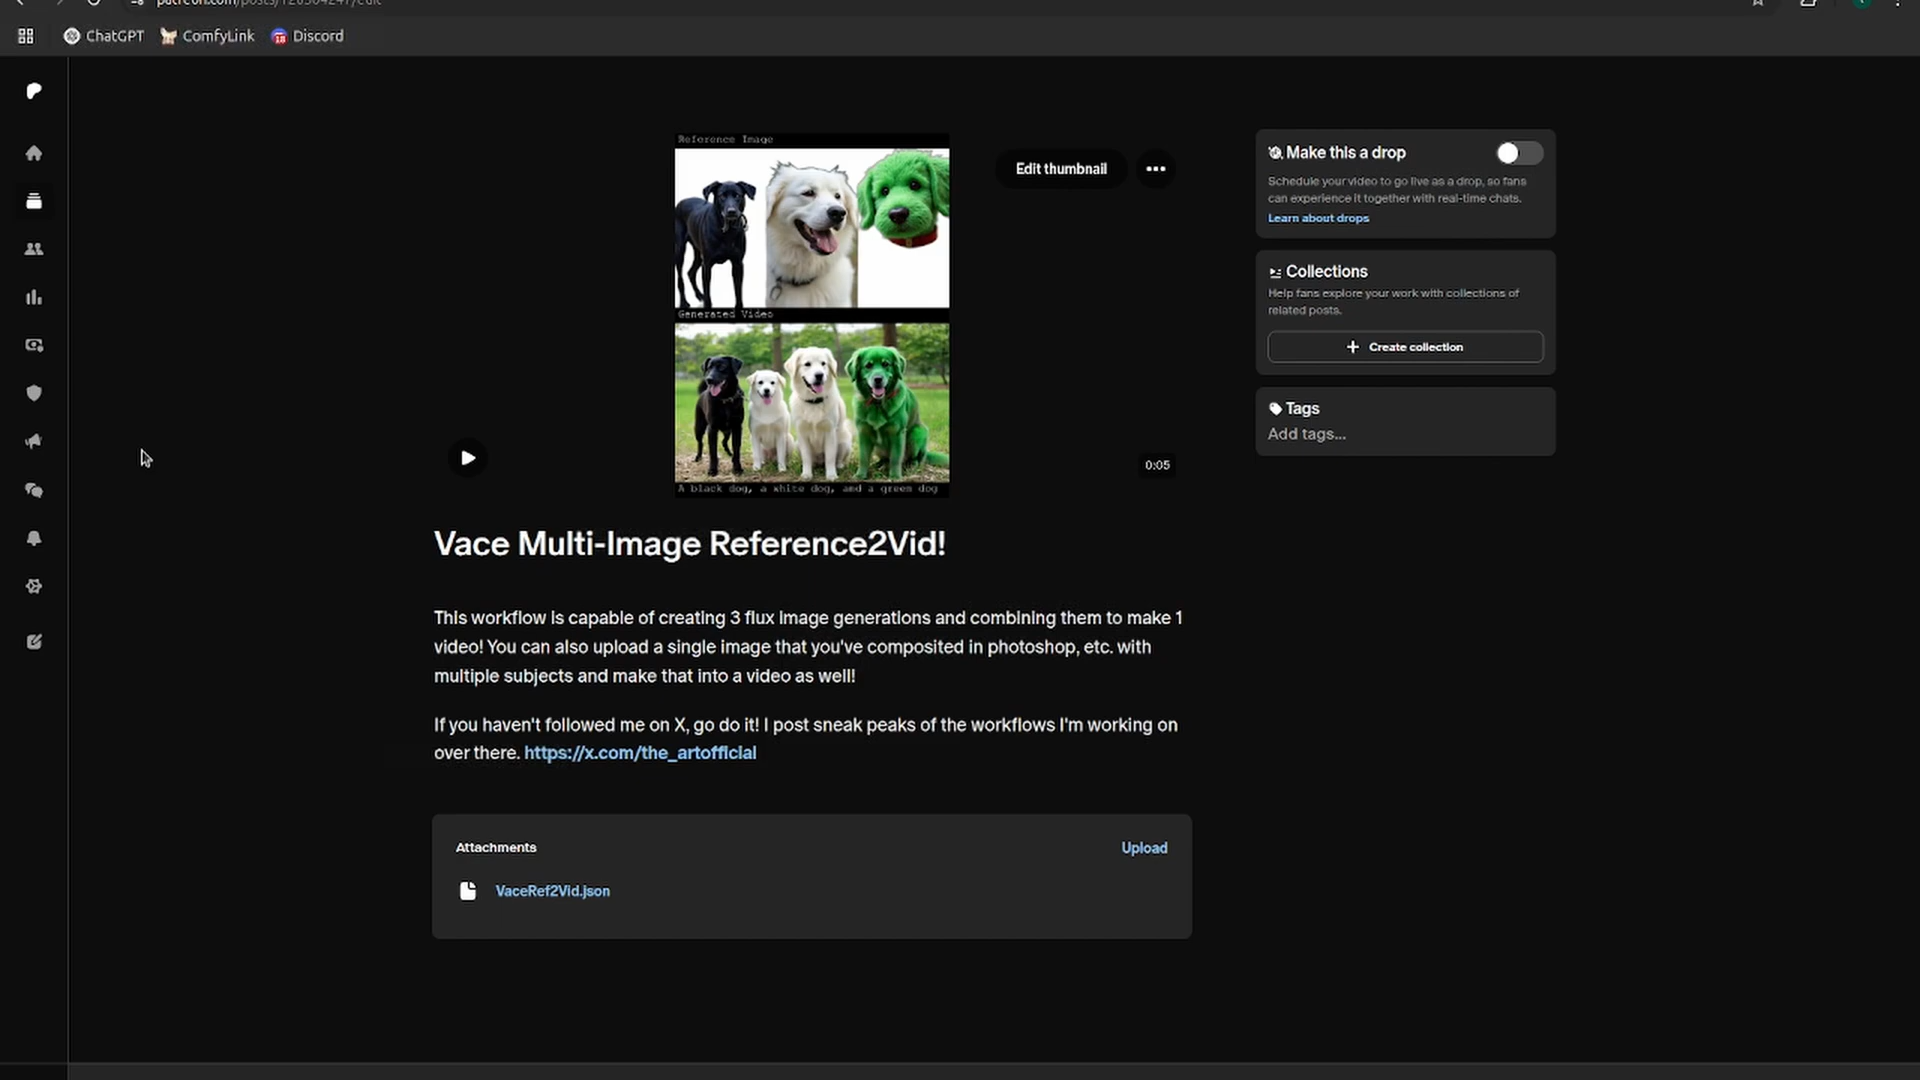 ChatGPT
ComfyLink
Discord
Reference Image
Generated Video
A black dog, a white dog, and a green dog
Edit thumbnail
0:05
Vace Multi-Image Reference2Vid!
This workflow is capable of creating 3 flux image generations and combining them to make 1
video! You can also upload a single image that you've composited in photoshop, etc. with
multiple subjects and make that into a video as well!
If you haven't followed me on X, go do it! I post sneak peaks of the workflows I'm working on
over there. https://x.com/the_artofficial
Attachments
Upload
VaceRef2Vid.json
Make this a drop
Schedule your video to go live as a drop, so fans
can experience it together with real-time chats.
Learn about drops
Collections
Help fans explore your work with collections of
related posts.
+ Create collection
Tags
Add tags...